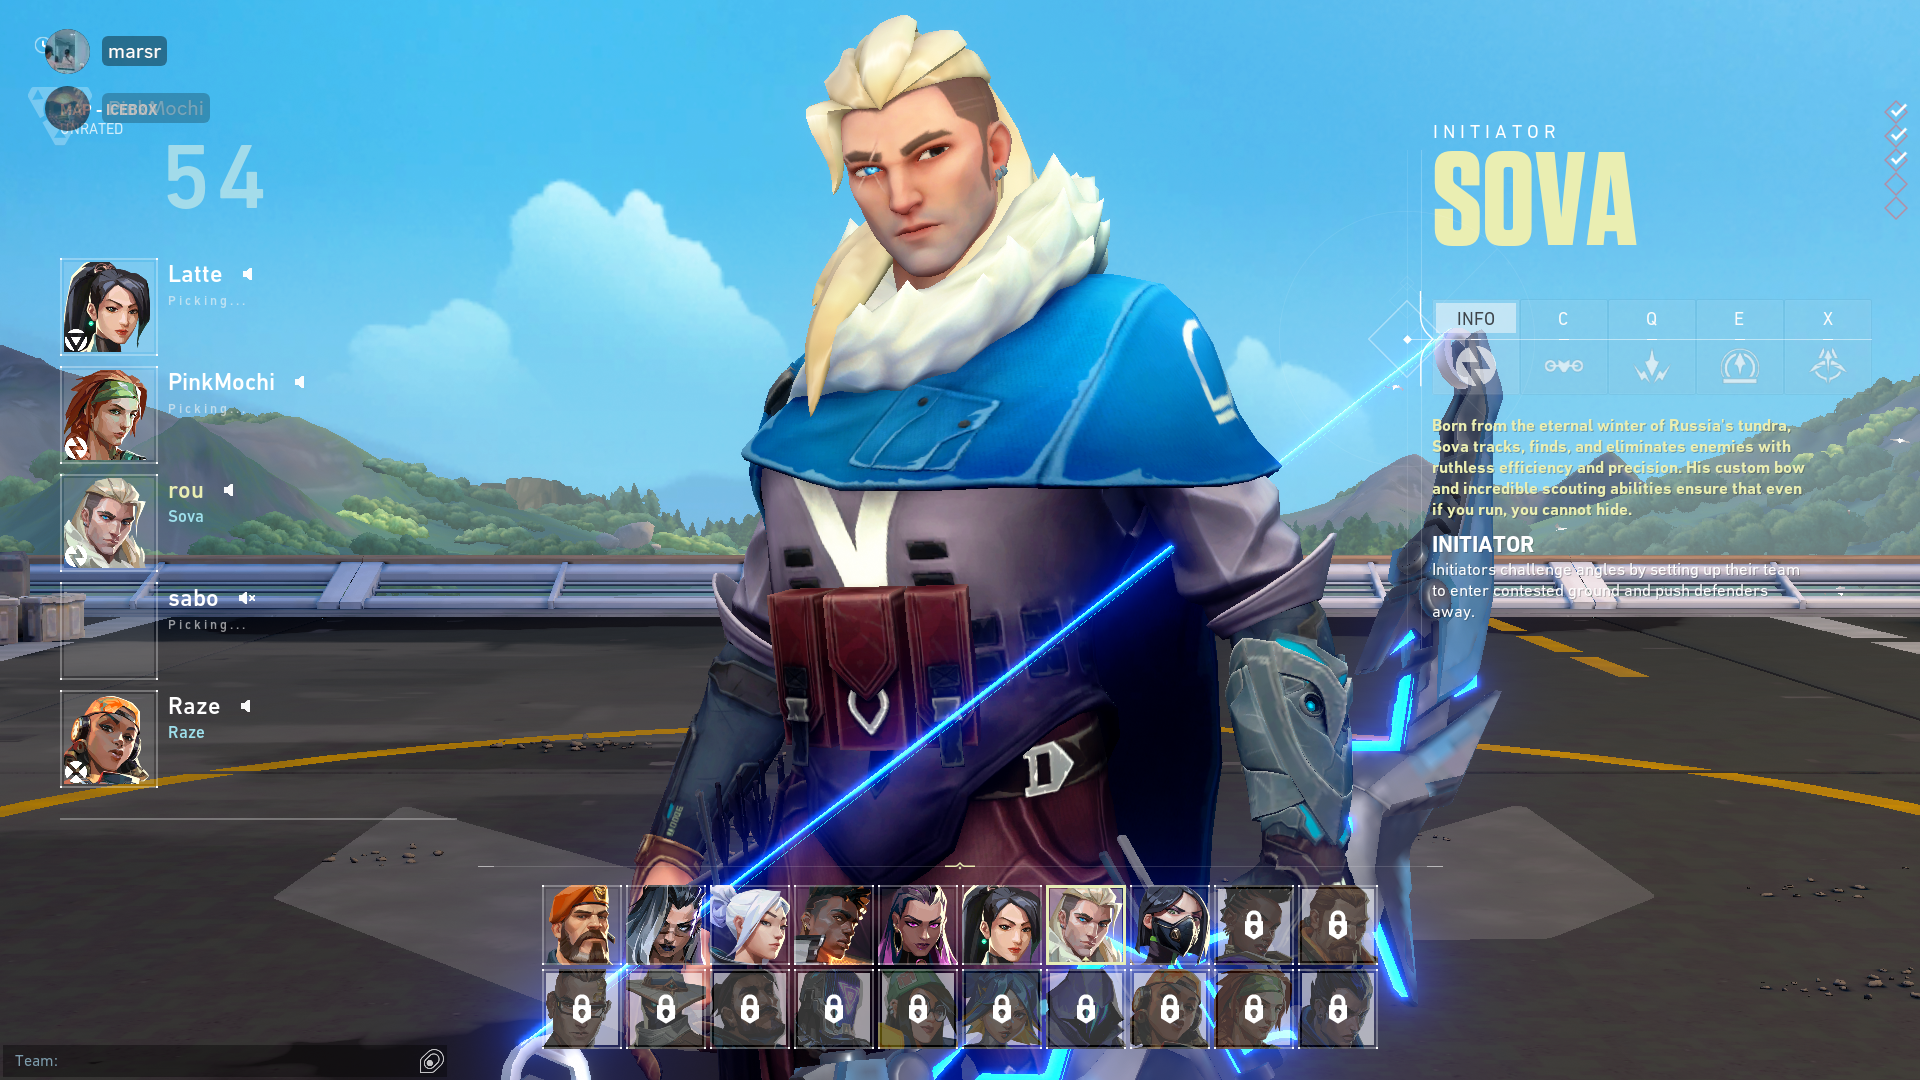 marsr
PinkMochi
MAP - ICEBOX
UNRATED
54
Latte
Picking...
PinkMochi
Picking...
rou
Sova
sabo
Picking...
Raze
Raze
INITIATOR
SOVA
INFO C Q E X
Born from the eternal winter of Russia's tundra,
Sova tracks, finds, and eliminates enemies with
ruthless efficiency and precision. His custom bow
and incredible scouting abilities ensure that even
if you run, you cannot hide.
INITIATOR
Initiators challenge angles by setting up their team
to enter contested ground and push defenders
away.
Team: